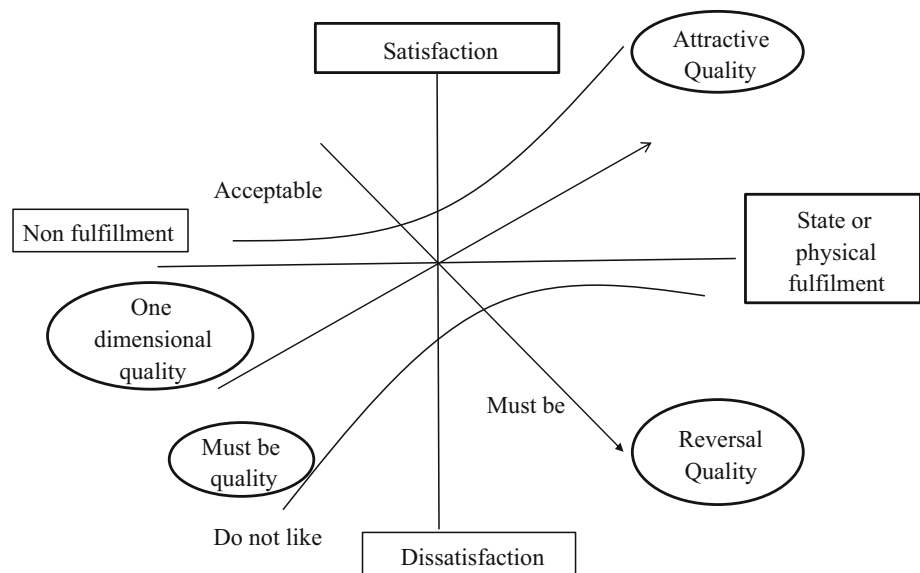 Satisfaction
Attractive
Quality
Acceptable
Non fulfillment
State or
physical
fulfilment
One
dimensional
quality
Must be
Must be
quality
Reversal
Quality
Do not like
Dissatisfaction